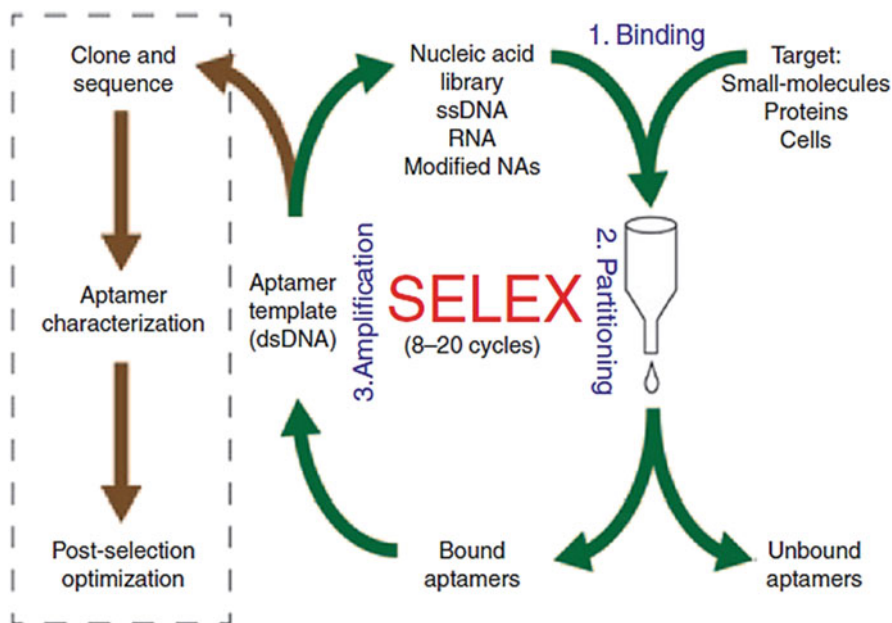 Clone and
sequence
Aptamer
characterization
Post-selection
optimization
Nucleic acid
library
ssDNA
RNA
Modified NAs
1. Binding
Target:
Small-molecules
Proteins
Cells
Aptamer
template
(dsDNA)
3.Amplification
SELEX
(8–20 cycles)
2. Partitioning
Bound
aptamers
Unbound
aptamers